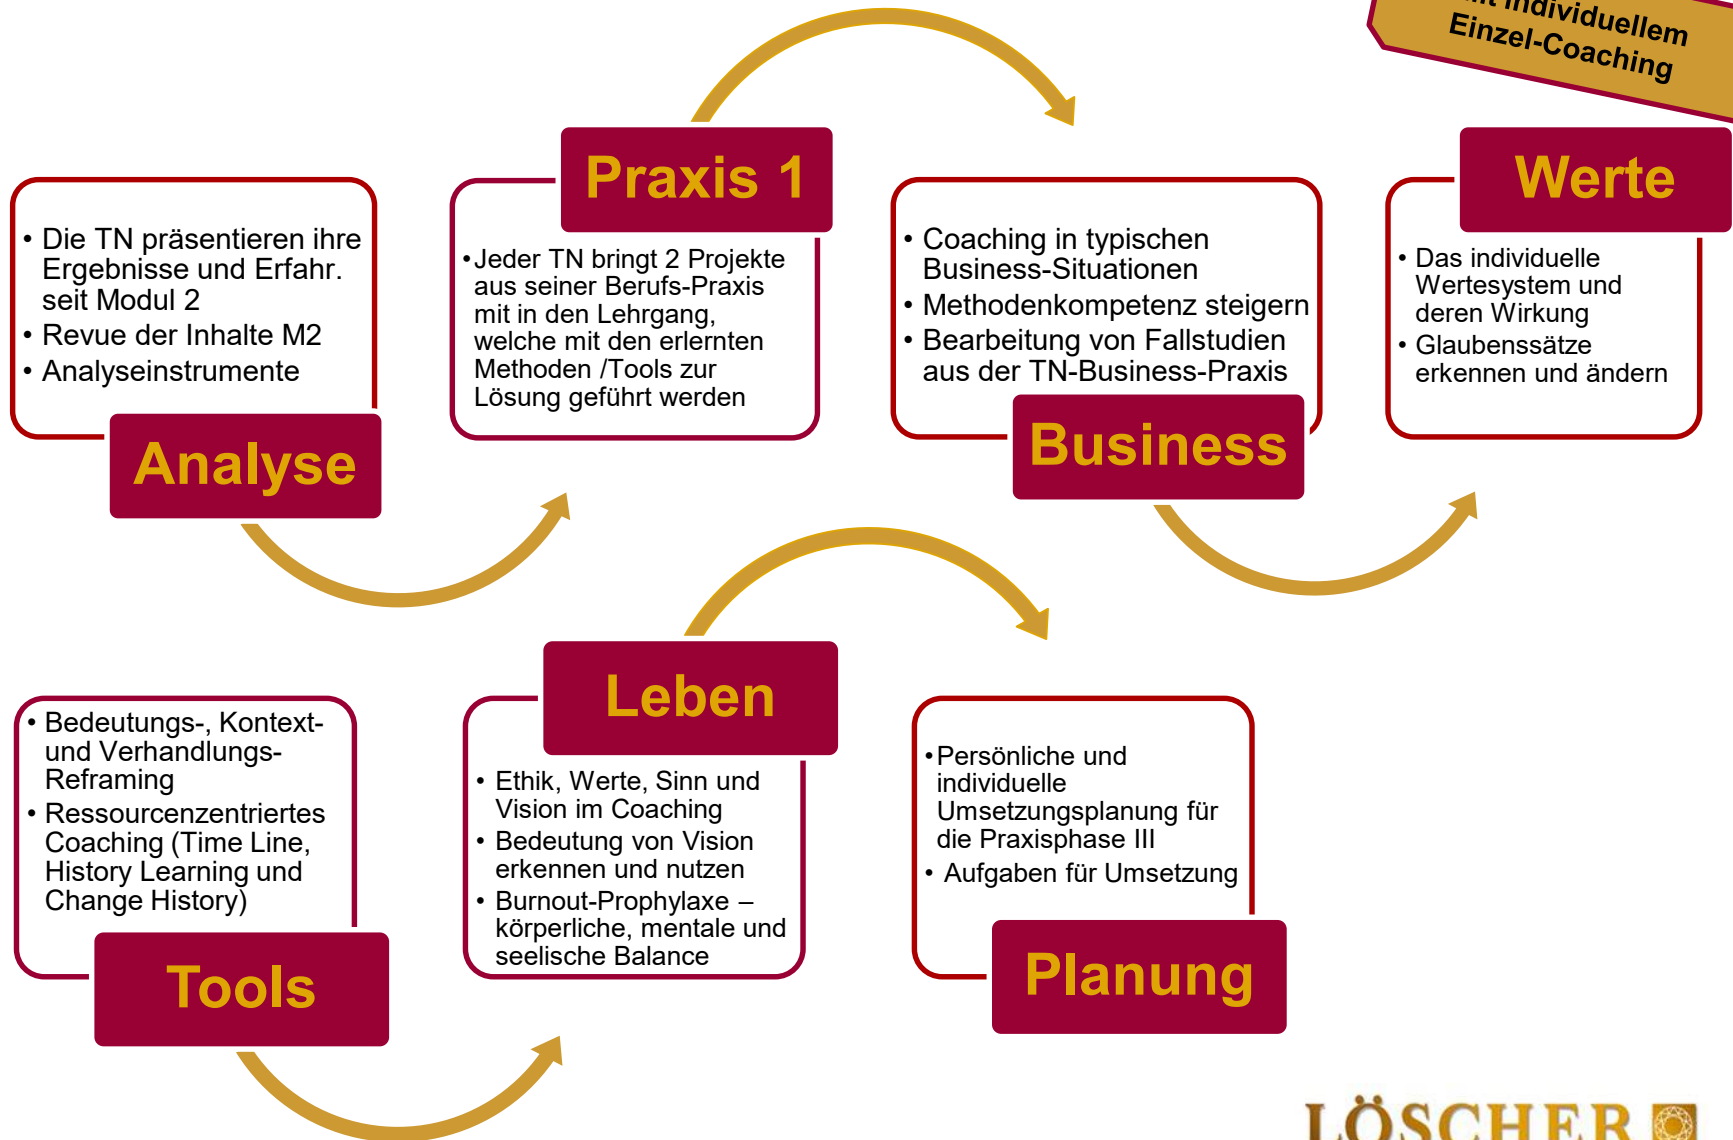 individuellem
Einzel-Coaching
Praxis 1
Werte
• Die TN präsentieren ihre
Ergebnisse und Erfahr.
seit Modul 2
• Revue der Inhalte M2
• Analyseinstrumente
Analyse
•Jeder TN bringt 2 Projekte
aus seiner Berufs-Praxis
mit in den Lehrgang,
welche mit den erlernten
Methoden /Tools zur
Lösung geführt werden
• Coaching in typischen
Business-Situationen
• Methodenkompetenz steigern
• Bearbeitung von Fallstudien
aus der TN-Business-Praxis
Business
• Das individuelle
Wertesystem und
deren Wirkung
• Glaubenssätze
erkennen und ändern
• Bedeutungs-, Kontext-
und Verhandlungs-
Reframing
• Ressourcenzentriertes
Coaching (Time Line,
History Learning und
Change History)
Tools
Leben
• Ethik, Werte, Sinn und
Vision im Coaching
• Bedeutung von Vision
erkennen und nutzen
• Burnout-Prophylaxe –
körperliche, mentale und
seelische Balance
•Persönliche und
individuelle
Umsetzungsplanung für
die Praxisphase III
• Aufgaben für Umsetzung
Planung
LÖSCHER